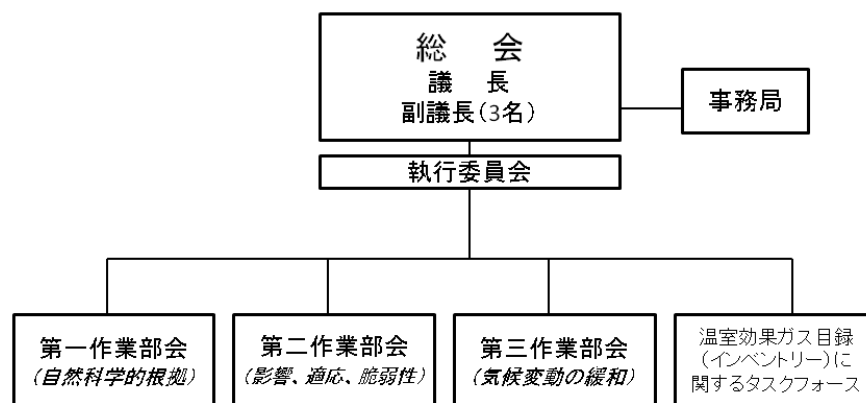 総　会
議　長
副議長(3名)
事務局
執行委員会
第一作業部会
(自然科学的根拠)
第二作業部会
(影響、適応、脆弱性)
第三作業部会
(気候変動の緩和)
温室効果ガス目録
(インベントリー)に
関するタスクフォース